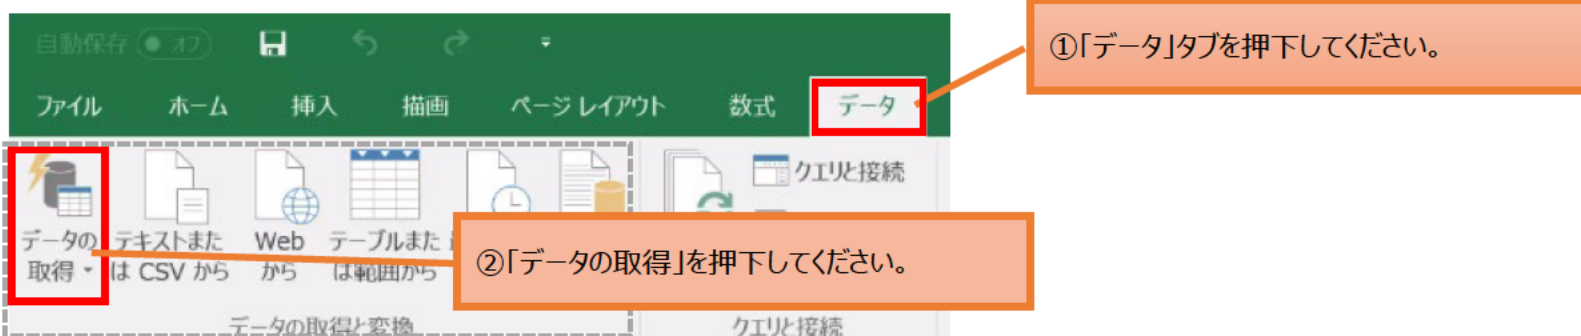 自動保存 オフ
①「データ」タブを押下してください。
ファイル ホーム 挿入 描画 ページ レイアウト 数式 データ
クエリと接続
データの取得
テキストまたは CSV から
Web から
テーブルまたは範囲から
②「データの取得」を押下してください。
データの取得と変換
クエリと接続